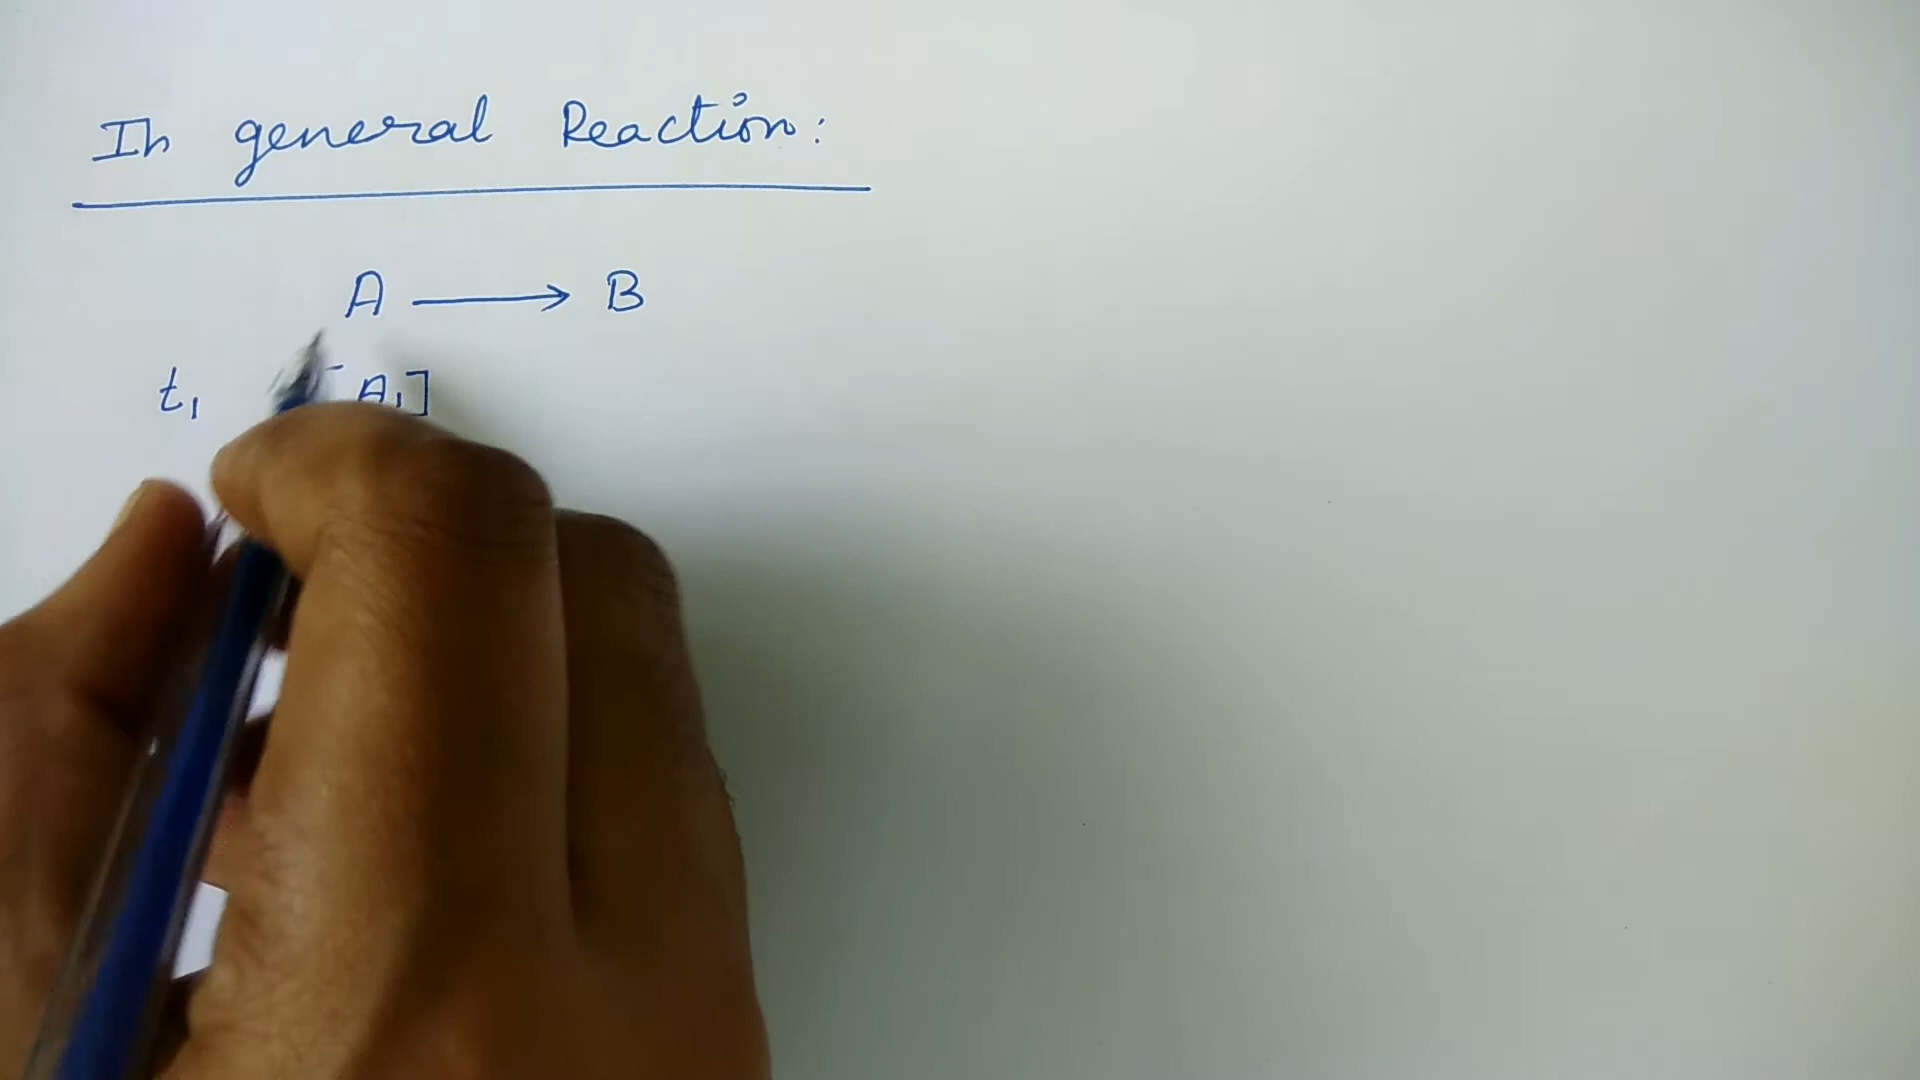 In general Reaction:
A ⟶ B
t₁ [A₁]